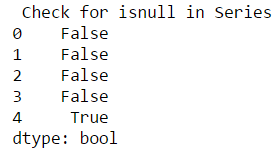 Check for isnull in Series
0    False
1    False
2    False
3    False
4     True
dtype: bool